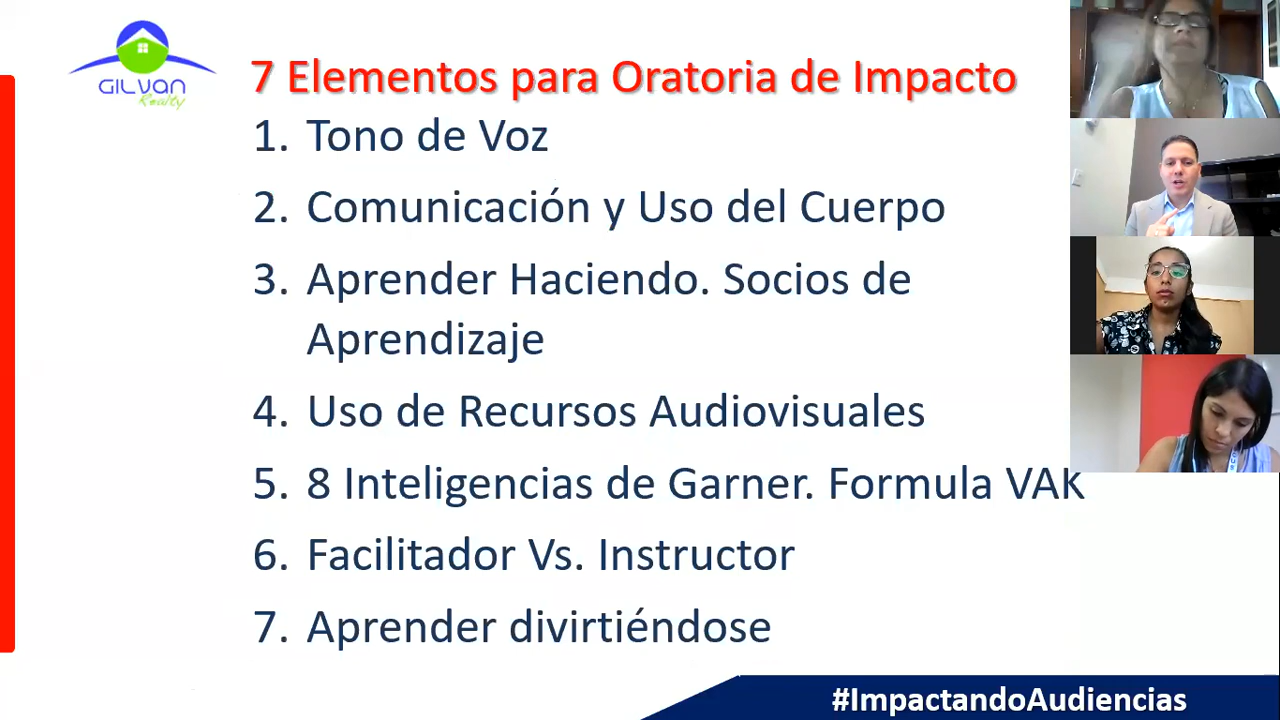 GILVAN
Realty
7 Elementos para Oratoria de Impacto
1. Tono de Voz
2. Comunicación y Uso del Cuerpo
3. Aprender Haciendo. Socios de
Aprendizaje
4. Uso de Recursos Audiovisuales
5. 8 Inteligencias de Garner. Formula VAK
6. Facilitador Vs. Instructor
7. Aprender divirtiéndose
#ImpactandoAudiencias